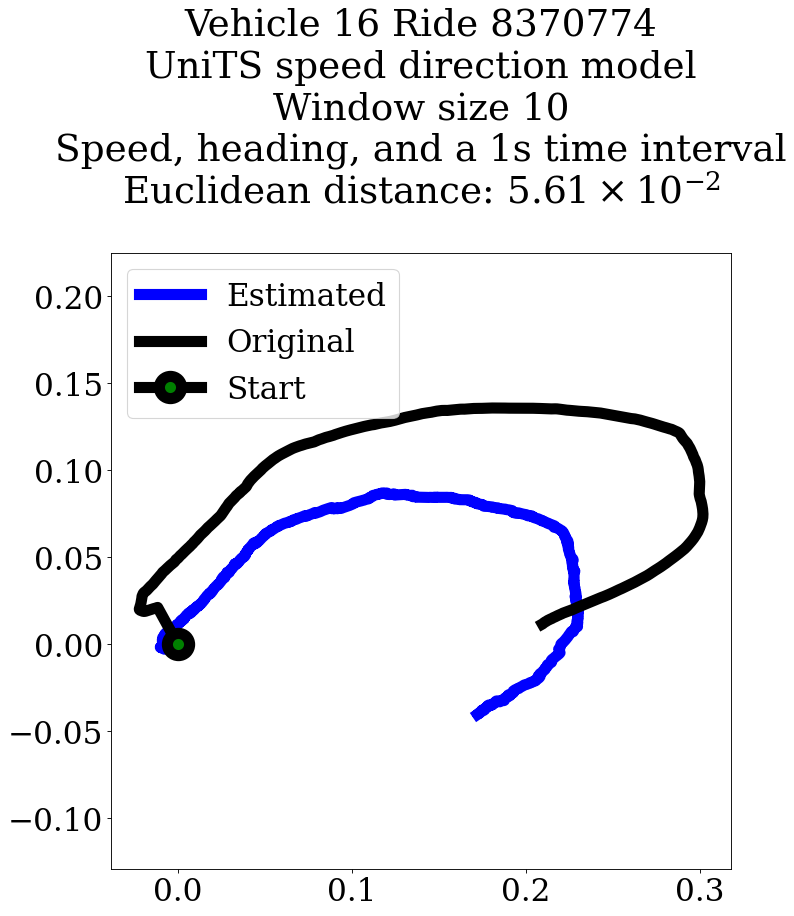 Vehicle 16 Ride 8370774
UniTS speed direction model
Window size 10
Speed, heading, and a 1s time interval
Euclidean distance: 5.61 × 10⁻²
Estimated
Original
Start
0.20
0.15
0.10
0.05
0.00
−0.05
−0.10
0.0 0.1 0.2 0.3